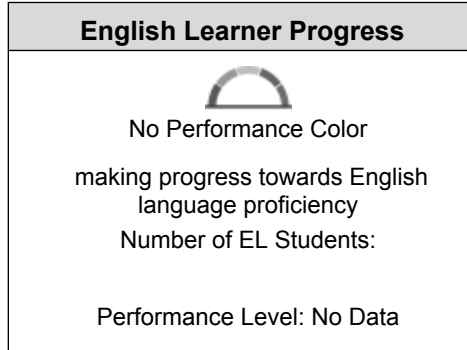 English Learner Progress
No Performance Color
making progress towards English
language proficiency
Number of EL Students:
Performance Level: No Data